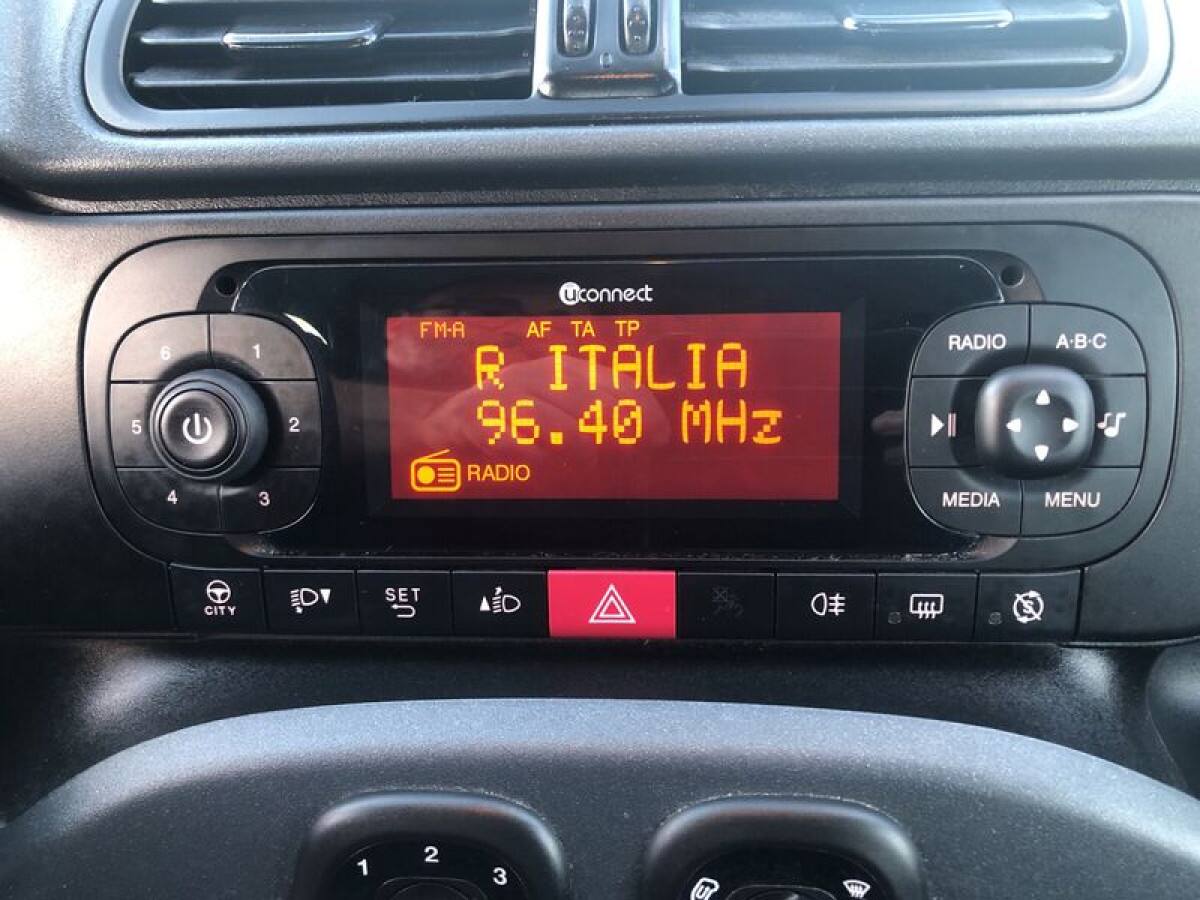 uconnect
FM-A AF TA TP
R ITALIA
96.40 MHz
RADIO
6 1
5 2
4 3
RADIO A·B·C
MEDIA MENU
CITY
SET
1 2 3